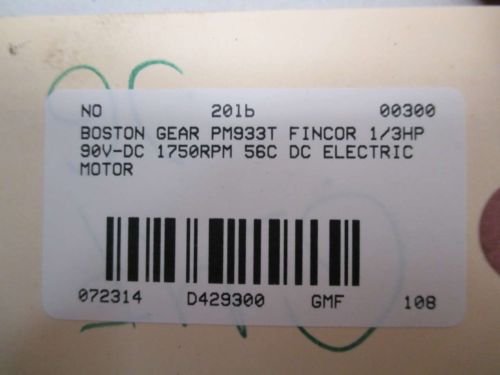 NO 20lb 00300
BOSTON GEAR PM933T FINCOR 1/3HP
90V-DC 1750RPM 56C DC ELECTRIC
MOTOR
072314 D429300 GMF 108